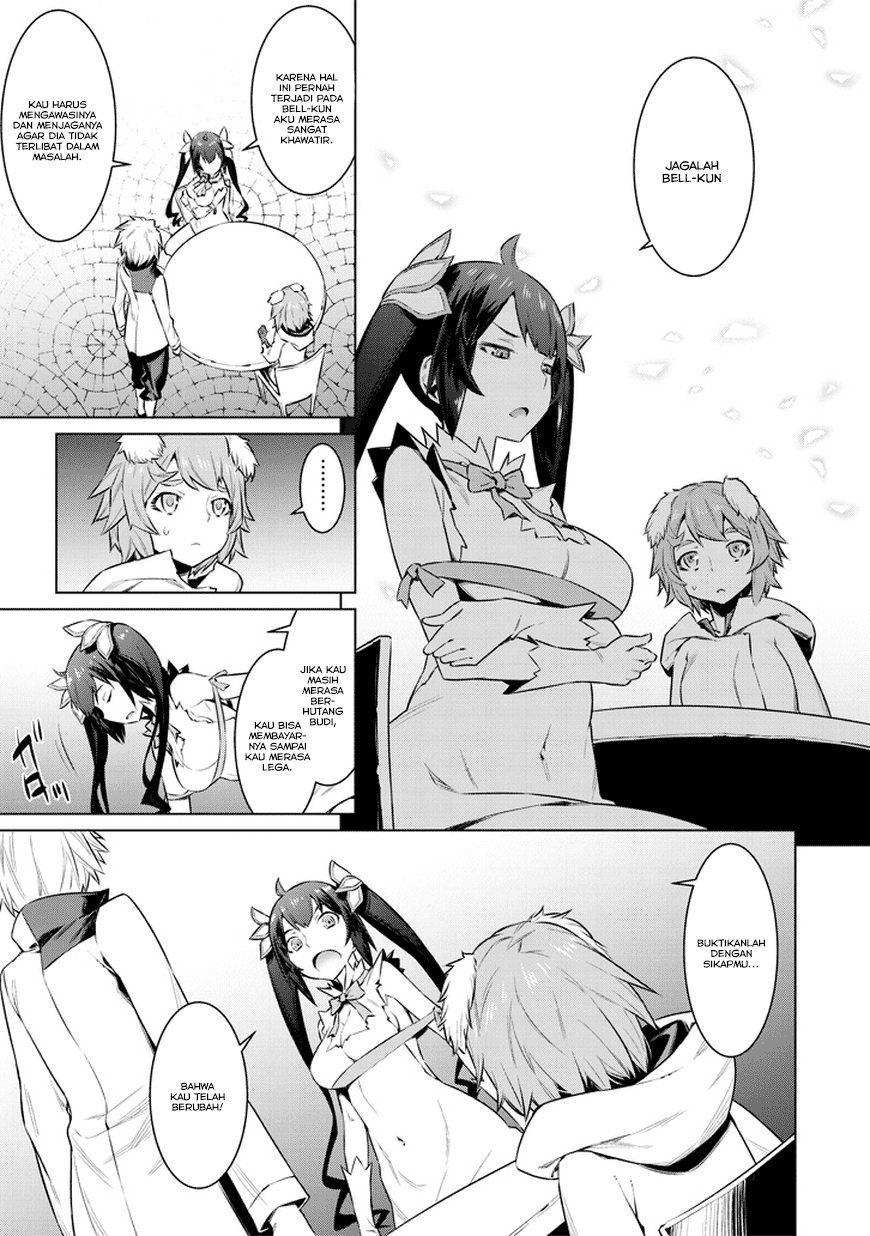 JAGALAH
BELL-KUN
KARENA HAL
INI PERNAH
TERJADI PADA
BELL-KUN
AKU MERASA
SANGAT
KHAWATIR.
KAU HARUS
MENGAWASINYA
DAN MENJAGANYA
AGAR DIA TIDAK
TERLIBAT DALAM
MASALAH.
........
JIKA KAU
MASIH
MERASA
BER-
HUTANG
BUDI,
KAU BISA
MEMBAYAR-
NYA SAMPAI
KAU MERASA
LEGA.
BUKTIKANLAH
DENGAN
SIKAPMU...
BAHWA
KAU TELAH
BERUBAH!